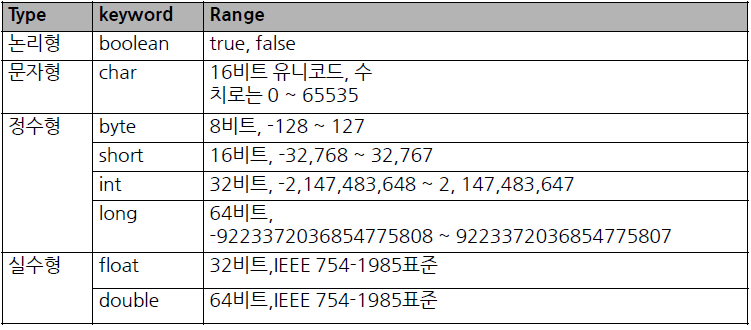 Type keyword Range
논리형 boolean true, false
문자형 char 16비트 유니코드, 수
치로는 0 ~ 65535
정수형 byte 8비트, -128 ~ 127
short 16비트, -32,768 ~ 32,767
int 32비트, -2,147,483,648 ~ 2, 147,483,647
long 64비트,
-9223372036854775808 ~ 9223372036854775807
실수형 float 32비트,IEEE 754-1985표준
double 64비트,IEEE 754-1985표준